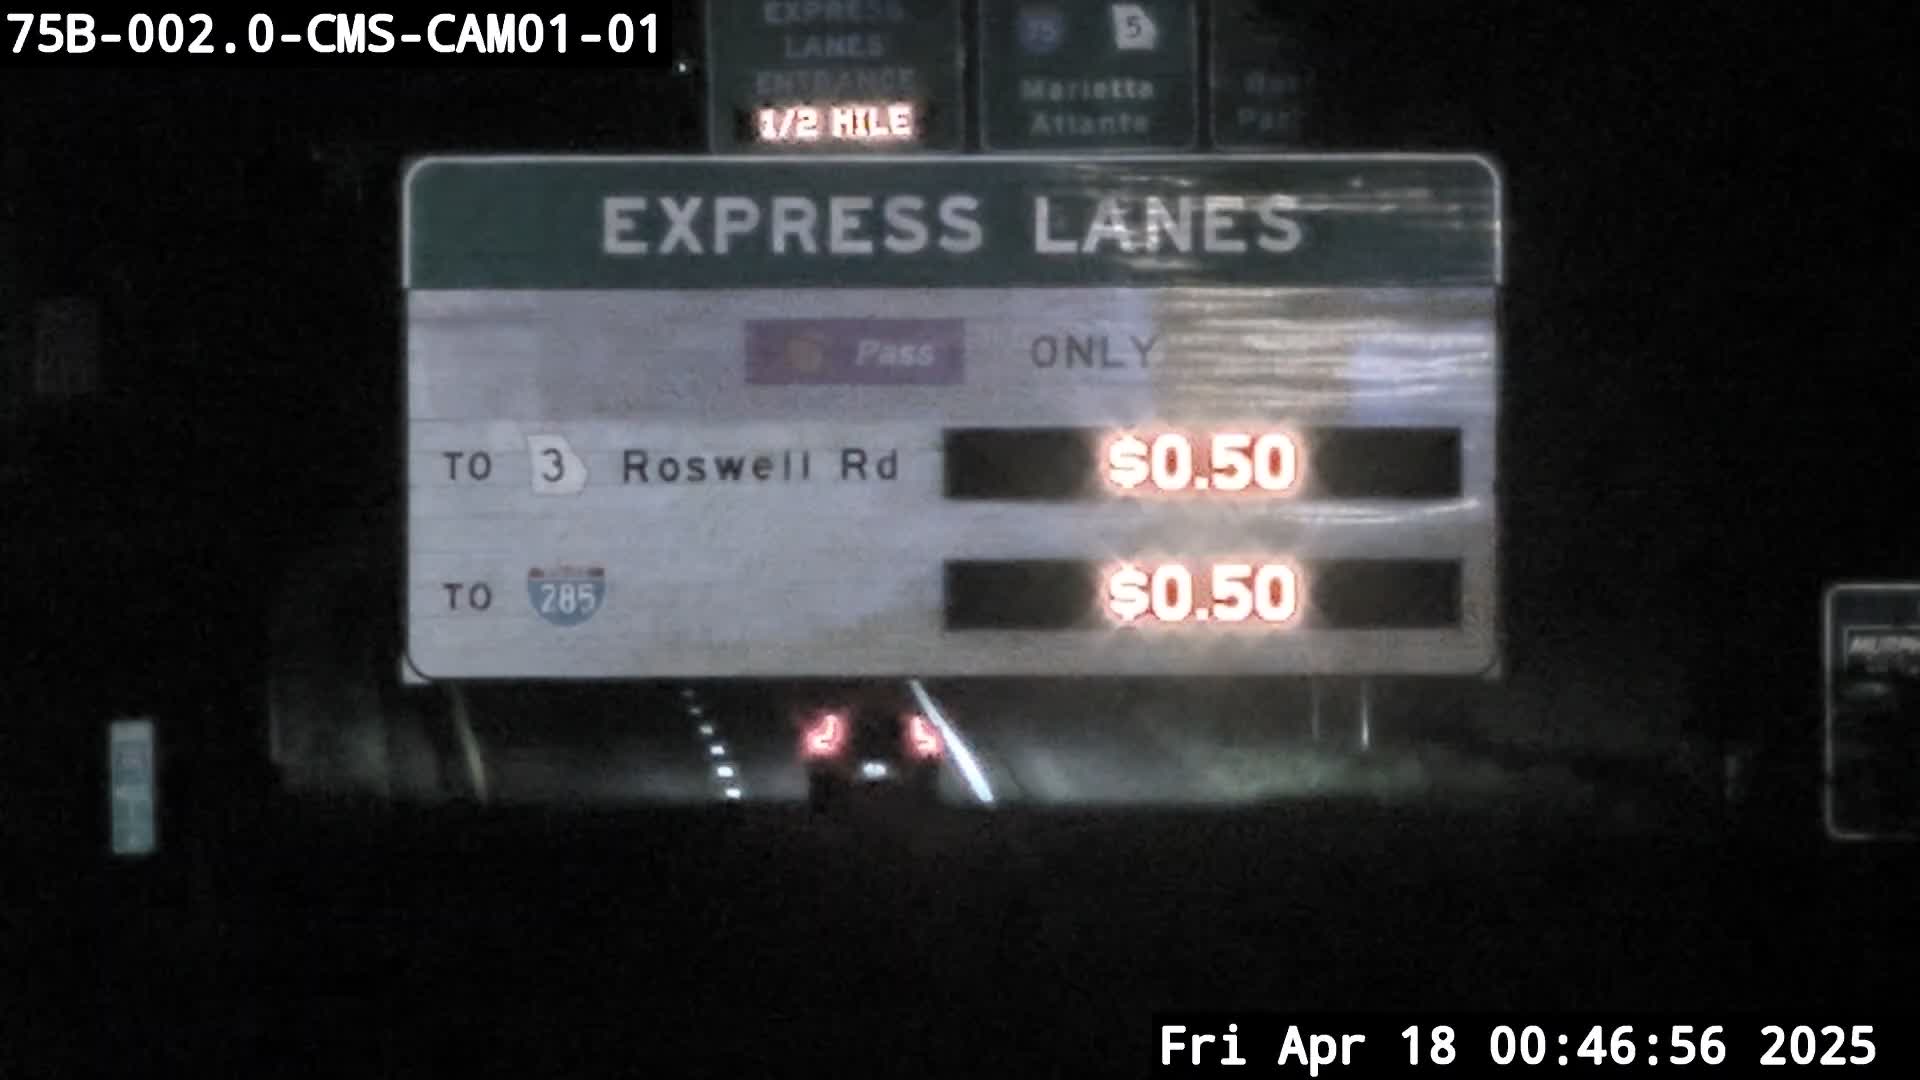 75B-002.0-CMS-CAM01-01
EXPRESS
LANES
ENTRANCE
1/2 MILE
75 5
Marietta
Atlanta
EXPRESS LANES
Pass ONLY
TO 3 Roswell Rd $0.50
TO 285 $0.50
Fri Apr 18 00:46:56 2025